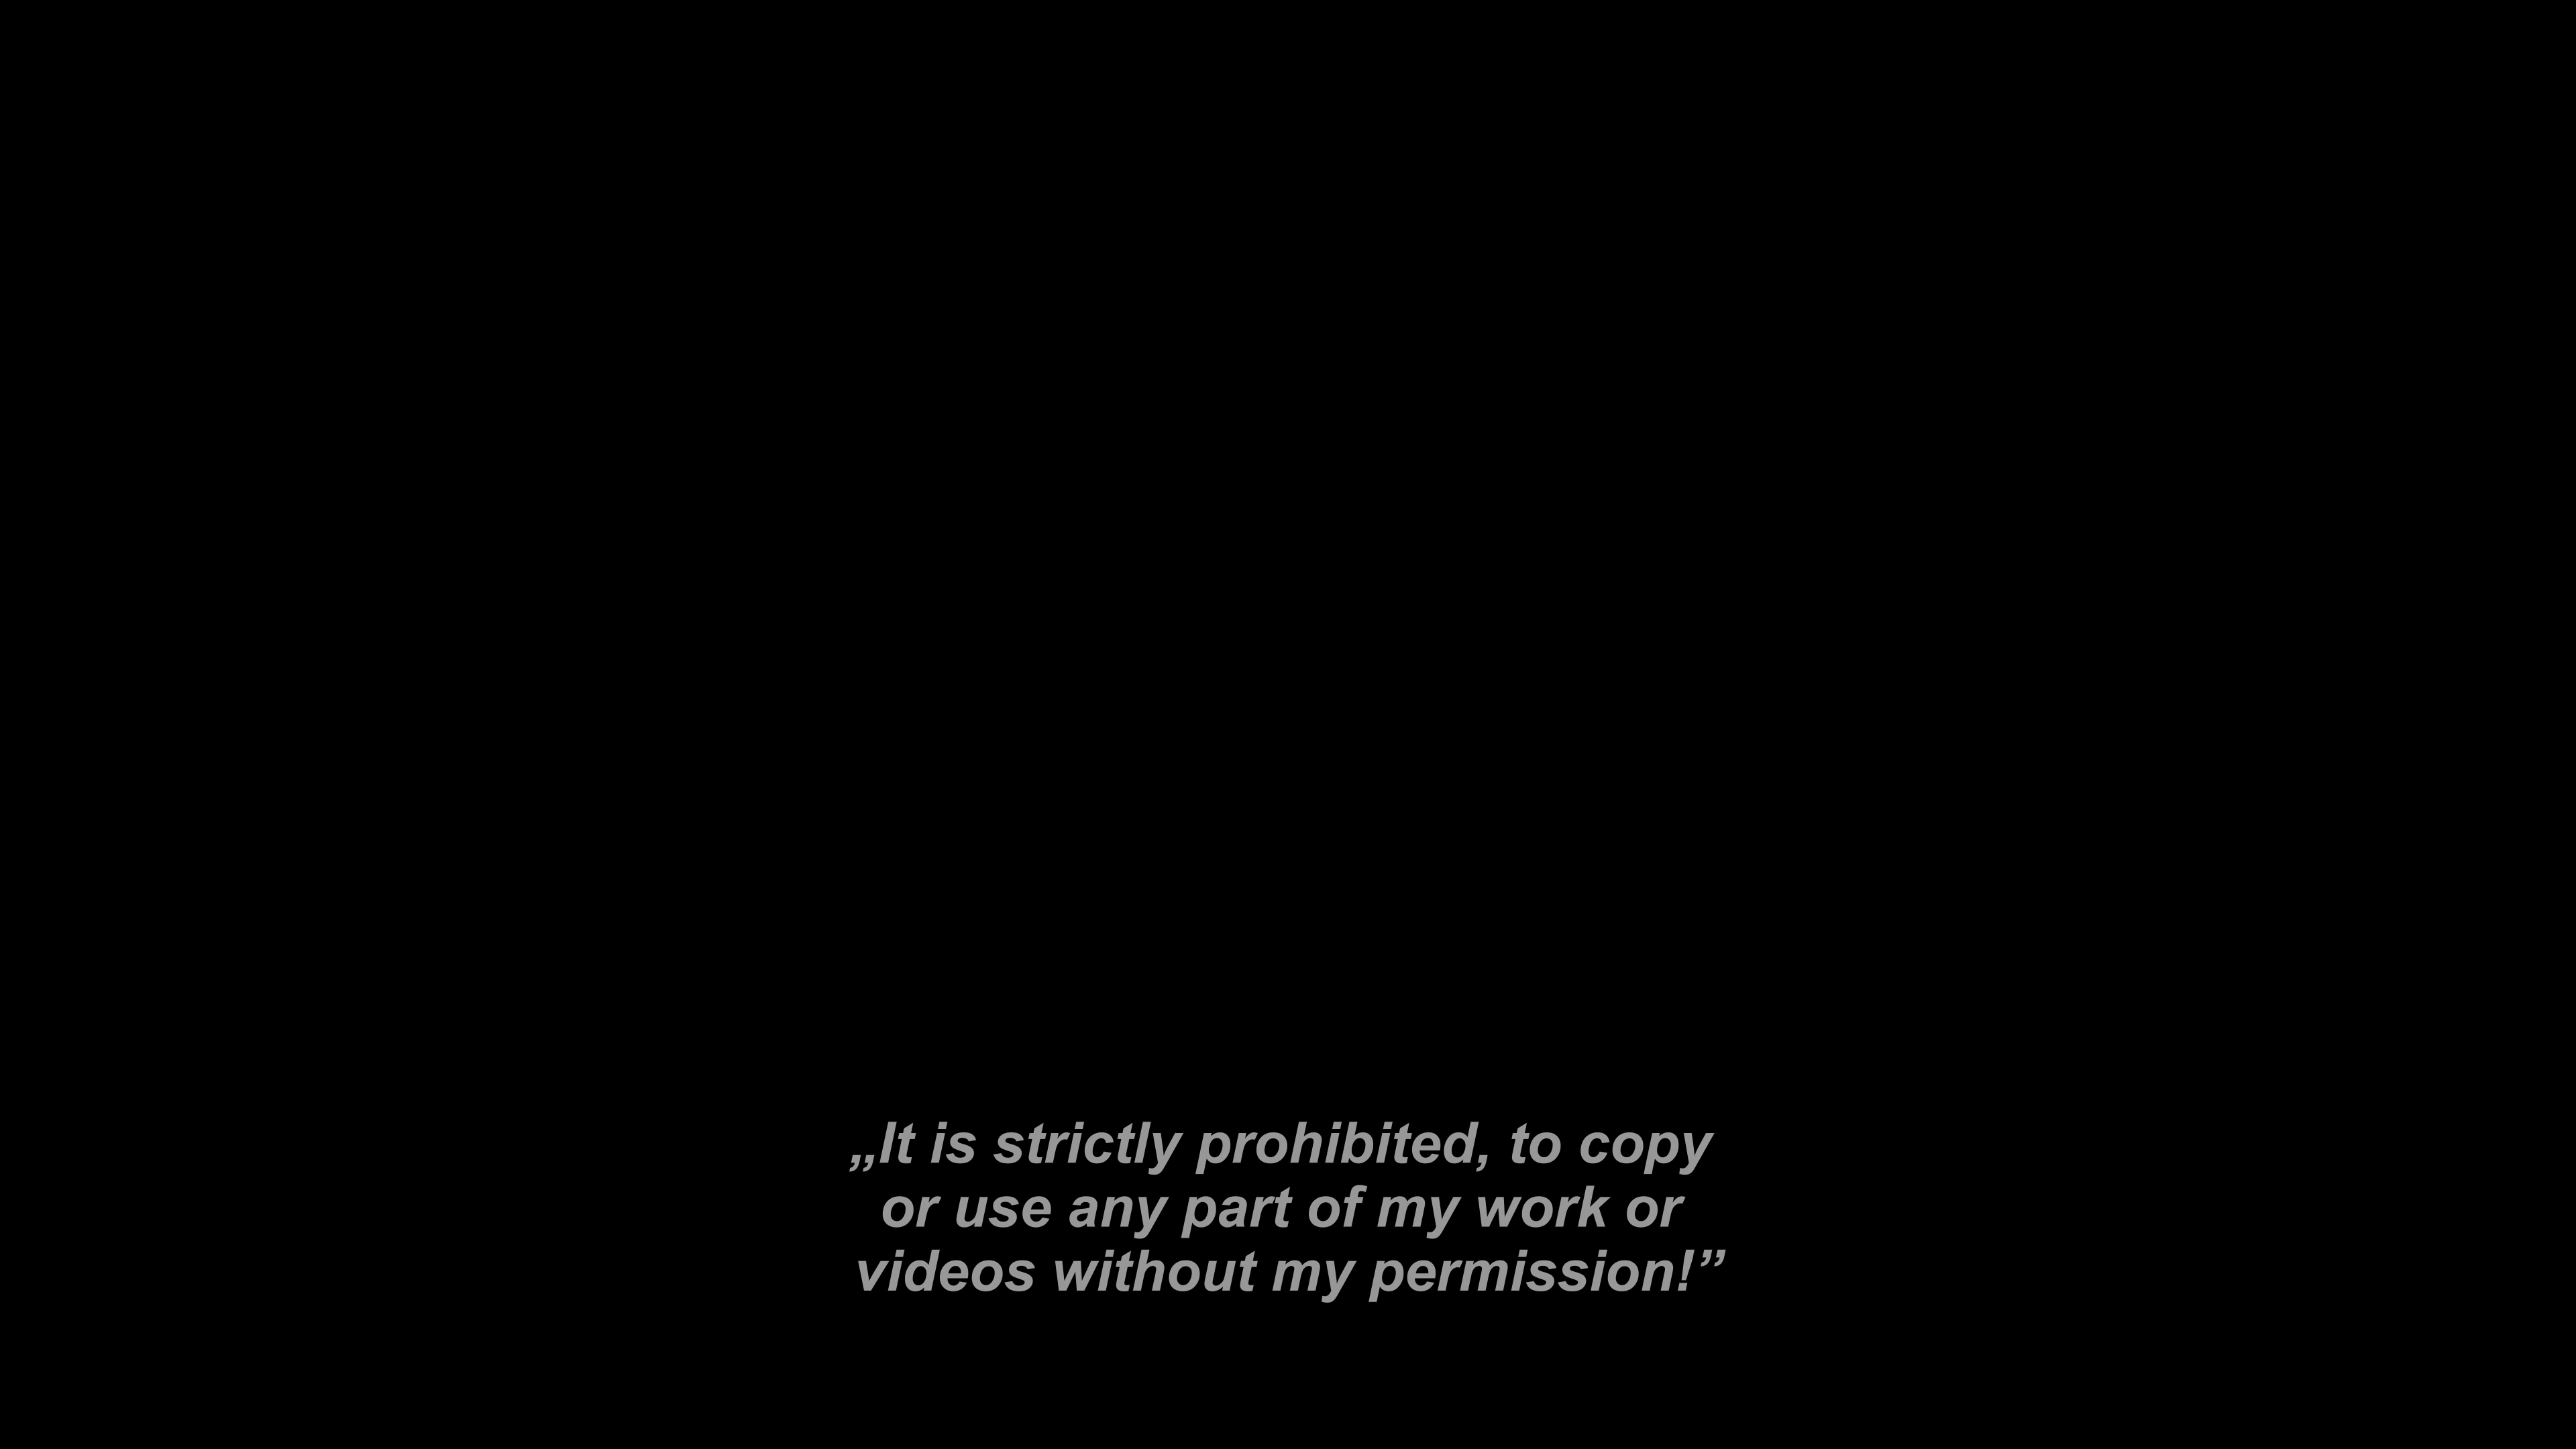 „It is strictly prohibited, to copy
or use any part of my work or
videos without my permission!”